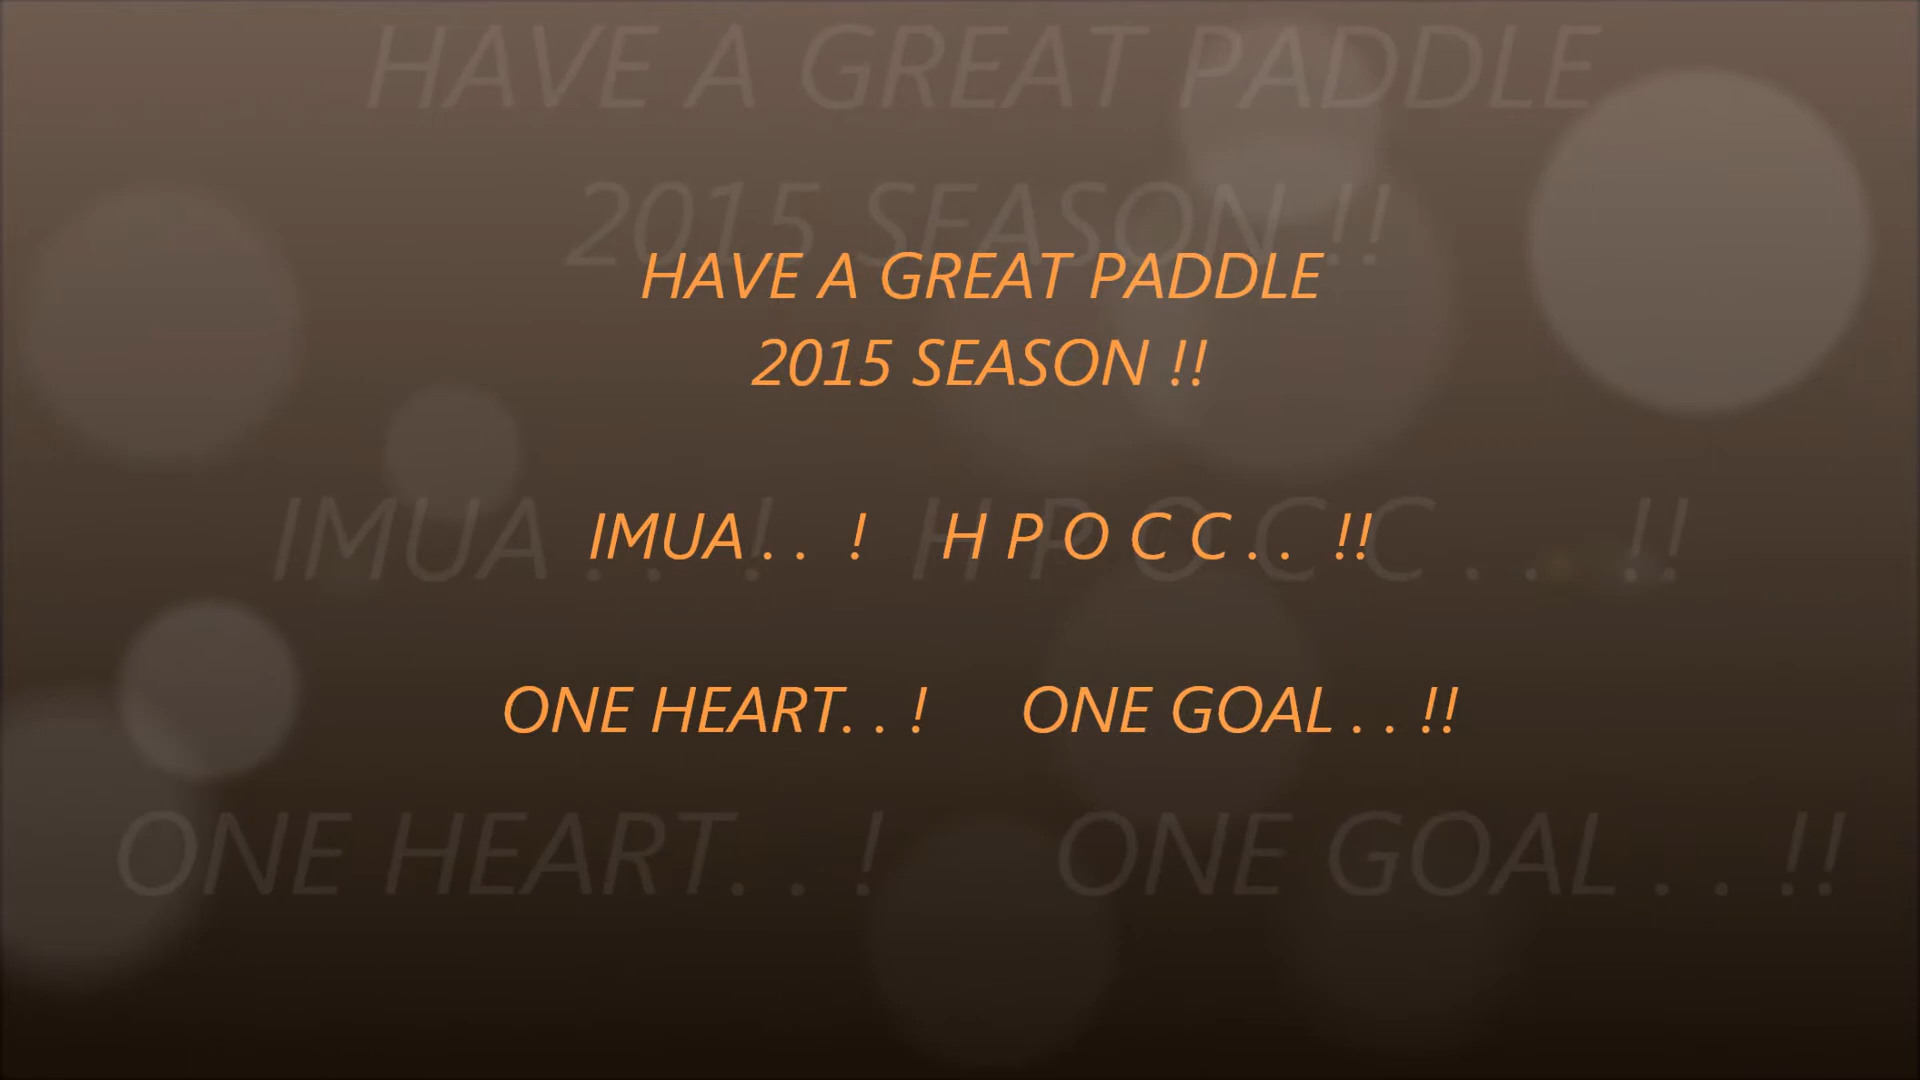 HAVE A GREAT PADDLE
2015 SEASON !!
IMUA . .  !   H P O C C . .  !!
ONE HEART. . !     ONE GOAL . . !!